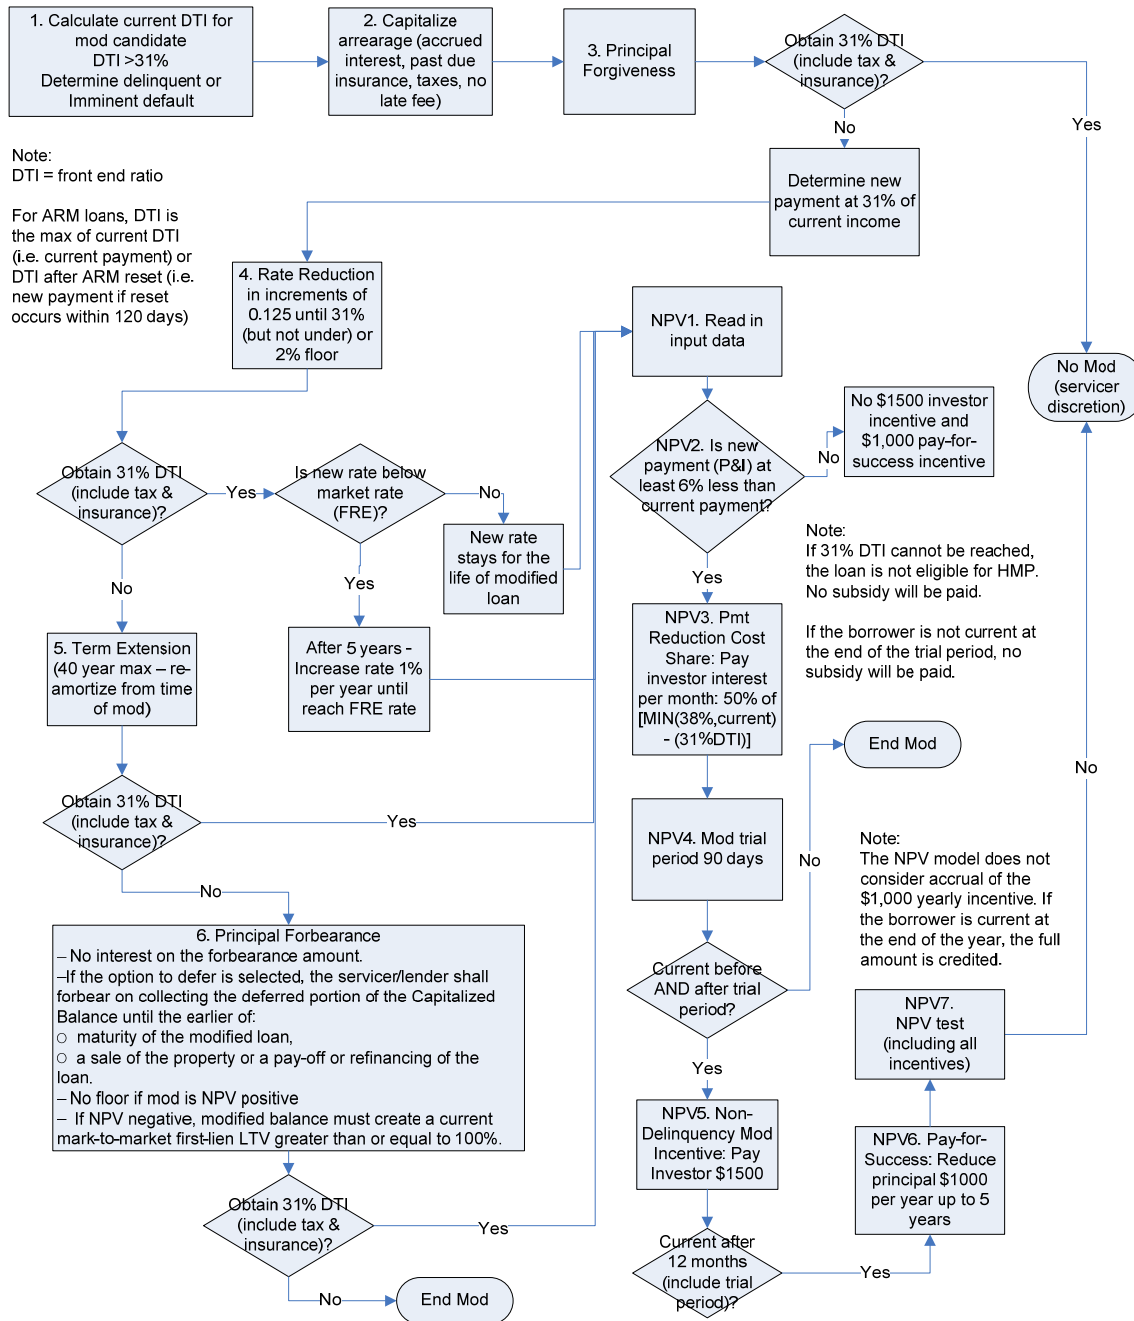 1. Calculate current DTI for
mod candidate
DTI >31%
Determine delinquent or
Imminent default
2. Capitalize
arrearage (accrued
interest, past due
insurance, taxes, no
late fee)
3. Principal
Forgiveness
Obtain 31% DTI
(include tax &
insurance)?
Yes
No
Note:
DTI = front end ratio
For ARM loans, DTI is
the max of current DTI
(i.e. current payment) or
DTI after ARM reset (i.e.
new payment if reset
occurs within 120 days)
Determine new
payment at 31% of
current income
4. Rate Reduction
in increments of
0.125 until 31%
(but not under) or
2% floor
NPV1. Read in
input data
No Mod
(servicer
discretion)
No $1500 investor
incentive and
$1,000 pay-for-
success incentive
NPV2. Is new
payment (P&I) at
least 6% less than
current payment?
No
Obtain 31% DTI
(include tax &
insurance)?
Yes
Is new rate below
market rate
(FRE)?
No
New rate
stays for the
life of modified
loan
Note:
If 31% DTI cannot be reached,
the loan is not eligible for HMP.
No subsidy will be paid.
If the borrower is not current at
the end of the trial period, no
subsidy will be paid.
No
Yes
Yes
5. Term Extension
(40 year max – re-
amortize from time
of mod)
After 5 years -
Increase rate 1%
per year until
reach FRE rate
NPV3. Pmt
Reduction Cost
Share: Pay
investor interest
per month: 50% of
[MIN(38%,current)
- (31%DTI)]
End Mod
No
Obtain 31% DTI
(include tax &
insurance)?
Yes
NPV4. Mod trial
period 90 days
No
Note:
The NPV model does not
consider accrual of the
$1,000 yearly incentive. If
the borrower is current at
the end of the year, the full
amount is credited.
No
6. Principal Forbearance
– No interest on the forbearance amount.
–If the option to defer is selected, the servicer/lender shall
forbear on collecting the deferred portion of the Capitalized
Balance until the earlier of:
○ maturity of the modified loan,
○ a sale of the property or a pay-off or refinancing of the
loan.
– No floor if mod is NPV positive
– If NPV negative, modified balance must create a current
mark-to-market first-lien LTV greater than or equal to 100%.
Current before
AND after trial
period?
Yes
NPV7.
NPV test
(including all
incentives)
NPV5. Non-
Delinquency Mod
Incentive: Pay
Investor $1500
NPV6. Pay-for-
Success: Reduce
principal $1000
per year up to 5
years
Obtain 31% DTI
(include tax &
insurance)?
Yes
Current after
12 months
(include trial
period)?
Yes
No
End Mod